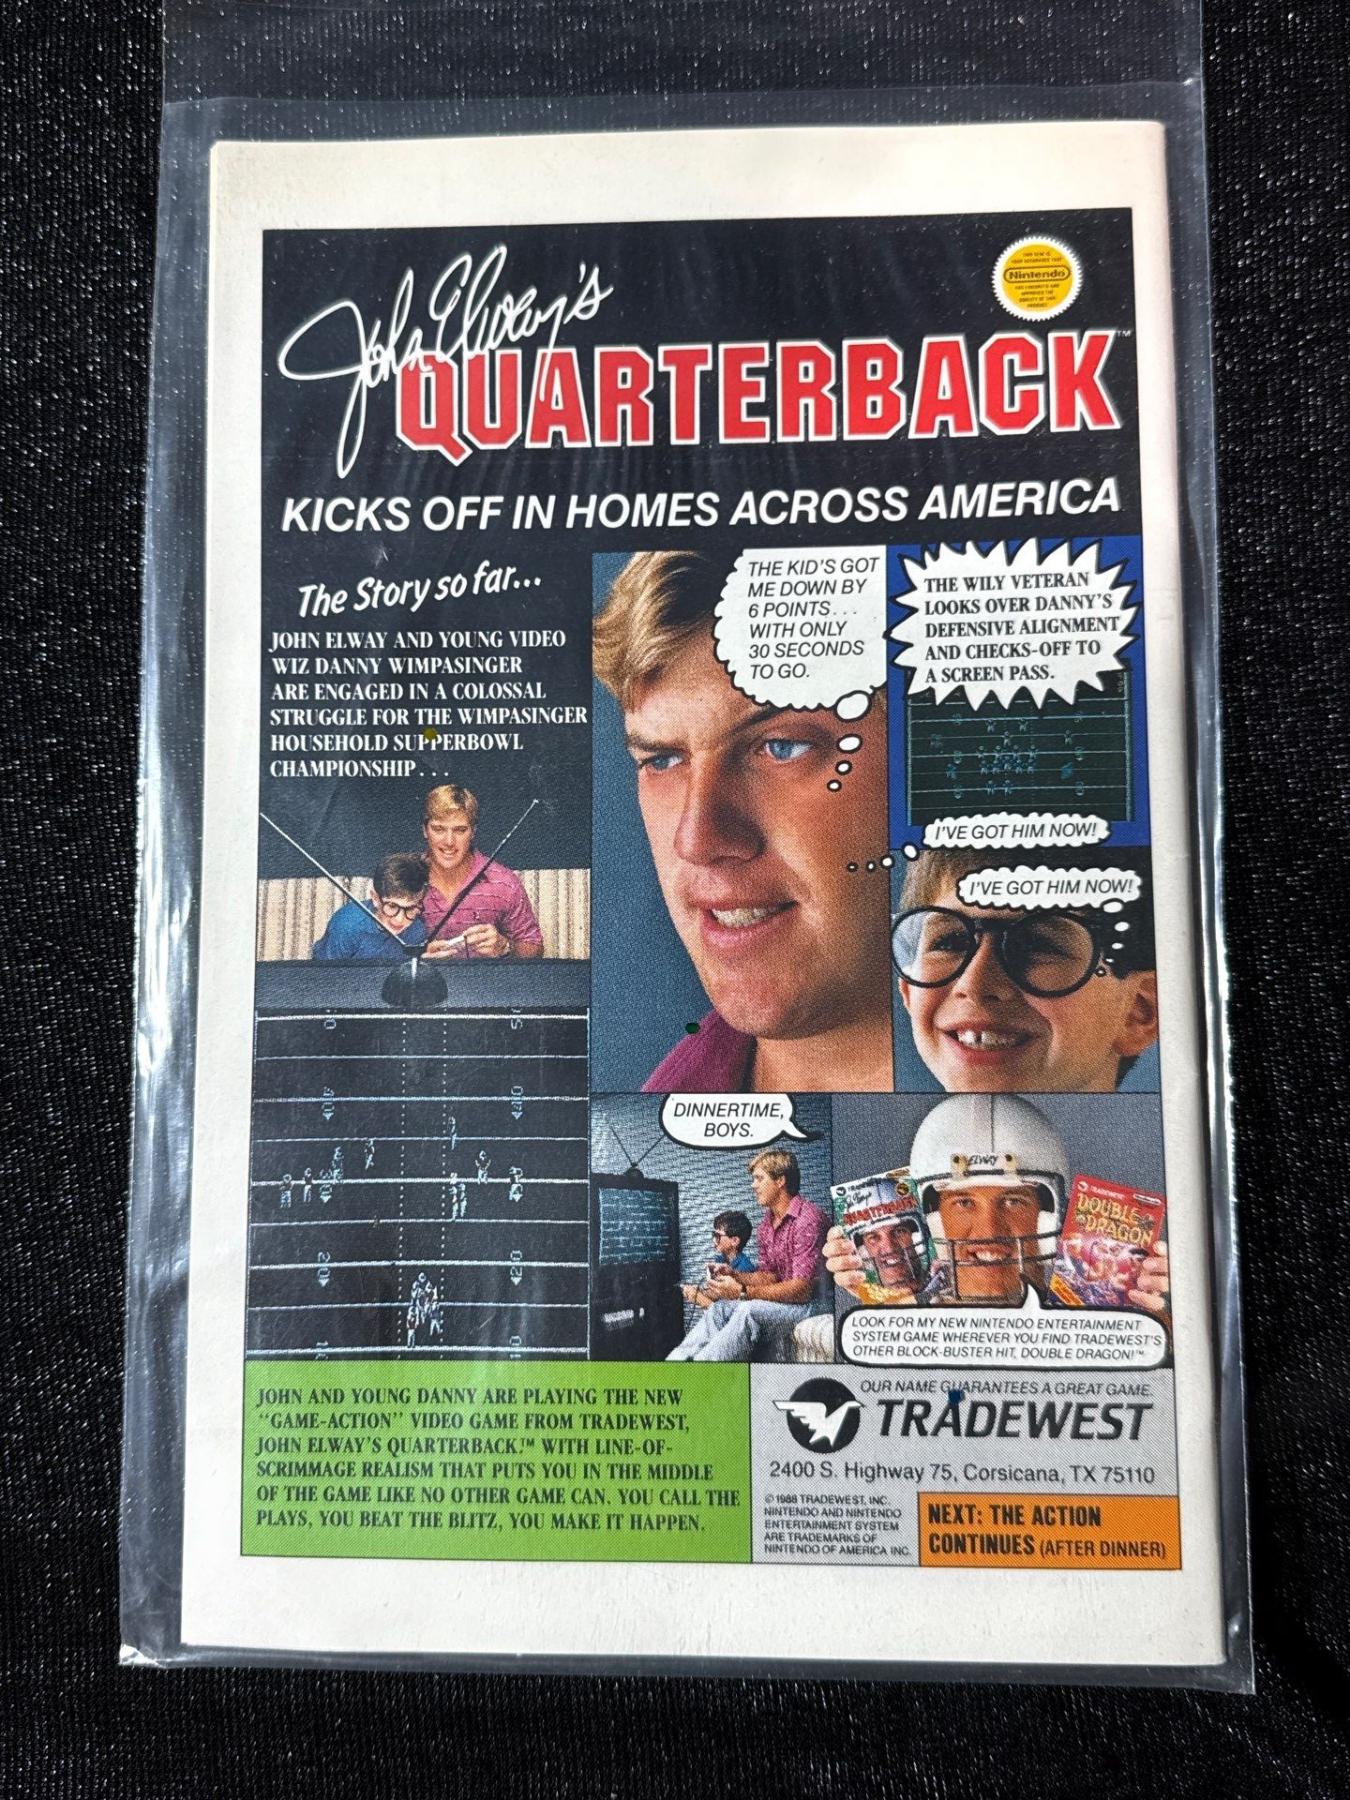 John Elway's
QUARTERBACK™
Nintendo
KICKS OFF IN HOMES ACROSS AMERICA
The Story so far...
JOHN ELWAY AND YOUNG VIDEO
WIZ DANNY WIMPASINGER
ARE ENGAGED IN A COLOSSAL
STRUGGLE FOR THE WIMPASINGER
HOUSEHOLD SUPPERBOWL
CHAMPIONSHIP...
THE KID'S GOT
ME DOWN BY
6 POINTS...
WITH ONLY
30 SECONDS
TO GO.
THE WILY VETERAN
LOOKS OVER DANNY'S
DEFENSIVE ALIGNMENT
AND CHECKS-OFF TO
A SCREEN PASS.
I'VE GOT HIM NOW!
I'VE GOT HIM NOW!
DINNERTIME,
BOYS.
ELWAY
TRADEWEST
DOUBLE
DRAGON
LOOK FOR MY NEW NINTENDO ENTERTAINMENT
SYSTEM GAME WHEREVER YOU FIND TRADEWEST'S
OTHER BLOCK-BUSTER HIT, DOUBLE DRAGON!™
JOHN AND YOUNG DANNY ARE PLAYING THE NEW
"GAME-ACTION" VIDEO GAME FROM TRADEWEST,
JOHN ELWAY'S QUARTERBACK.™ WITH LINE-OF-
SCRIMMAGE REALISM THAT PUTS YOU IN THE MIDDLE
OF THE GAME LIKE NO OTHER GAME CAN. YOU CALL THE
PLAYS, YOU BEAT THE BLITZ, YOU MAKE IT HAPPEN.
OUR NAME GUARANTEES A GREAT GAME.
TRADEWEST
2400 S. Highway 75, Corsicana, TX 75110
©1988 TRADEWEST, INC.
NINTENDO AND NINTENDO
ENTERTAINMENT SYSTEM
ARE TRADEMARKS OF
NINTENDO OF AMERICA INC.
NEXT: THE ACTION
CONTINUES (AFTER DINNER)